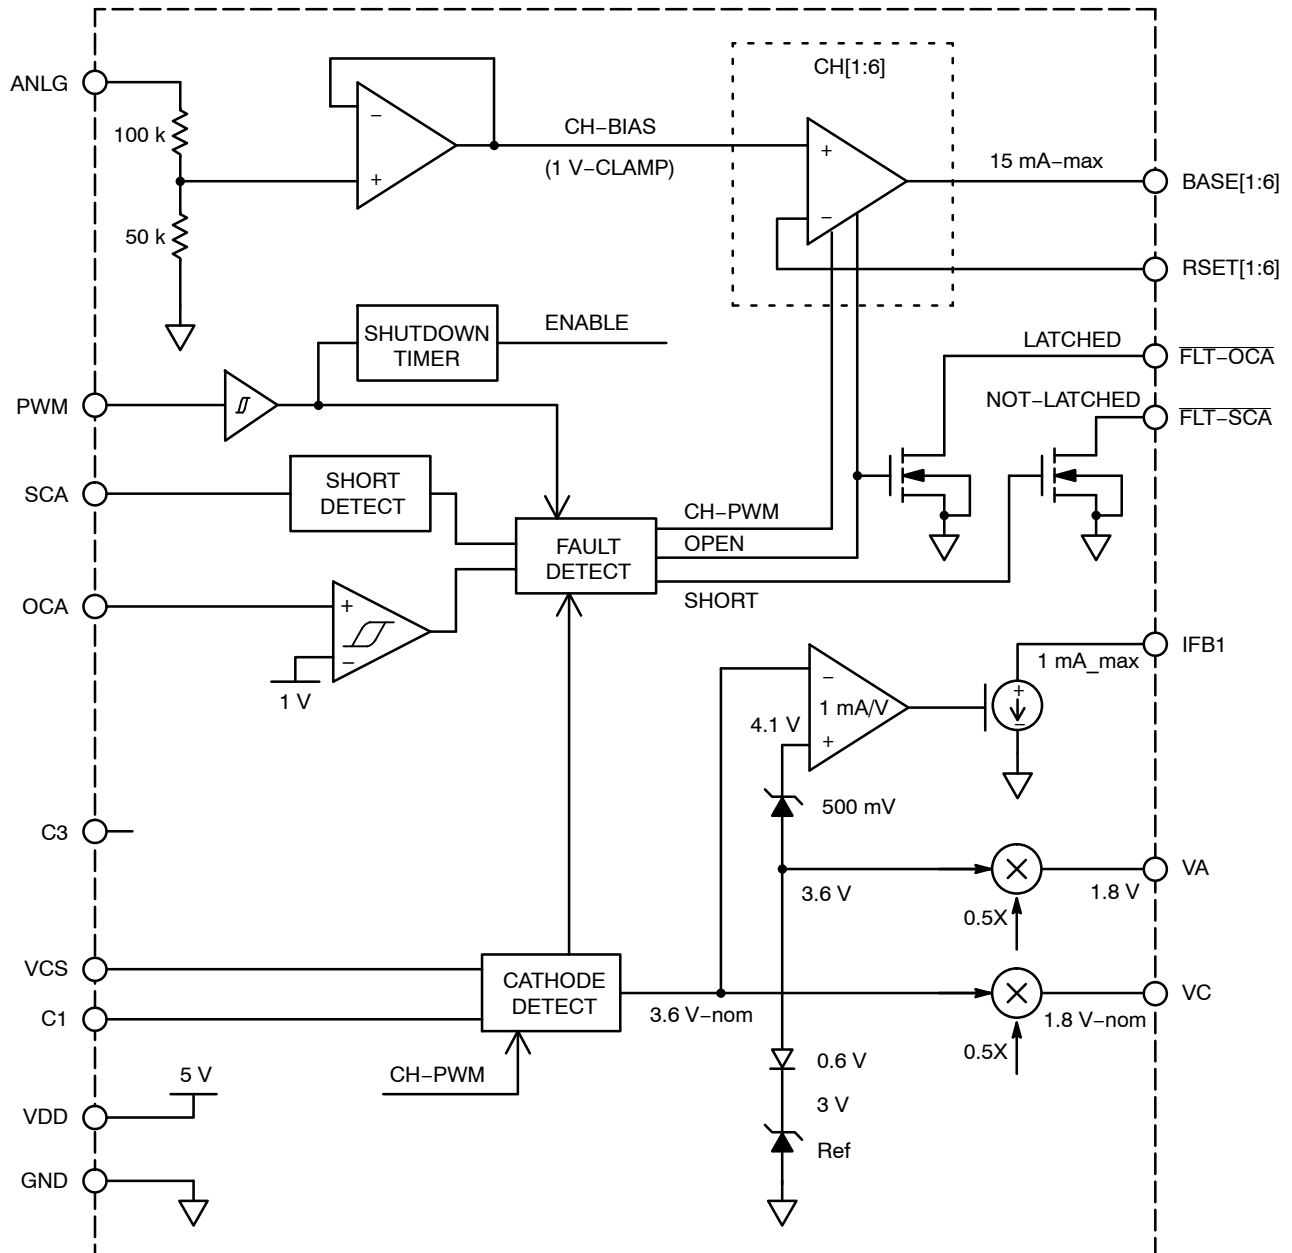 CH[1:6]
ANLG
100 k
−
+
50 k
CH−BIAS
(1 V−CLAMP)
+
−
15 mA−max
BASE[1:6]
RSET[1:6]
SHUTDOWN
TIMER
ENABLE
LATCHED
FLT−OCA
NOT−LATCHED
FLT−SCA
PWM
SCA
SHORT
DETECT
CH−PWM
OPEN
SHORT
FAULT
DETECT
OCA
+
−
1 V
IFB1
1 mA_max
−
1 mA/V
+
4.1 V
+
−
500 mV
C3
3.6 V
0.5X
1.8 V
VA
VCS
C1
CATHODE
DETECT
3.6 V−nom
0.5X
1.8 V−nom
VC
CH−PWM
0.6 V
3 V
Ref
5 V
VDD
GND